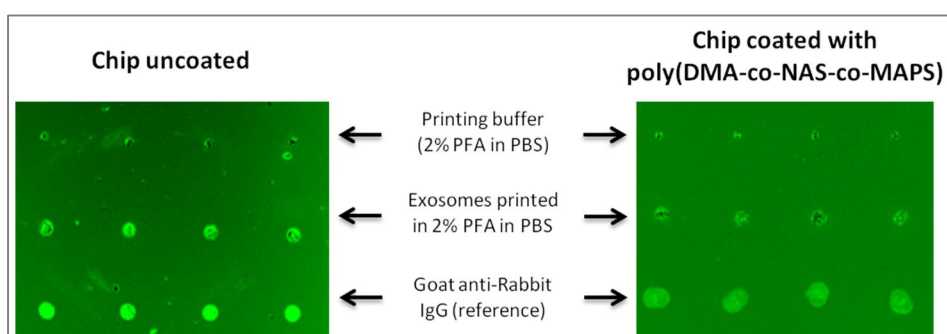 Chip uncoated
Chip coated with
poly(DMA-co-NAS-co-MAPS)
Printing buffer
(2% PFA in PBS)
Exosomes printed
in 2% PFA in PBS
Goat anti-Rabbit
IgG (reference)